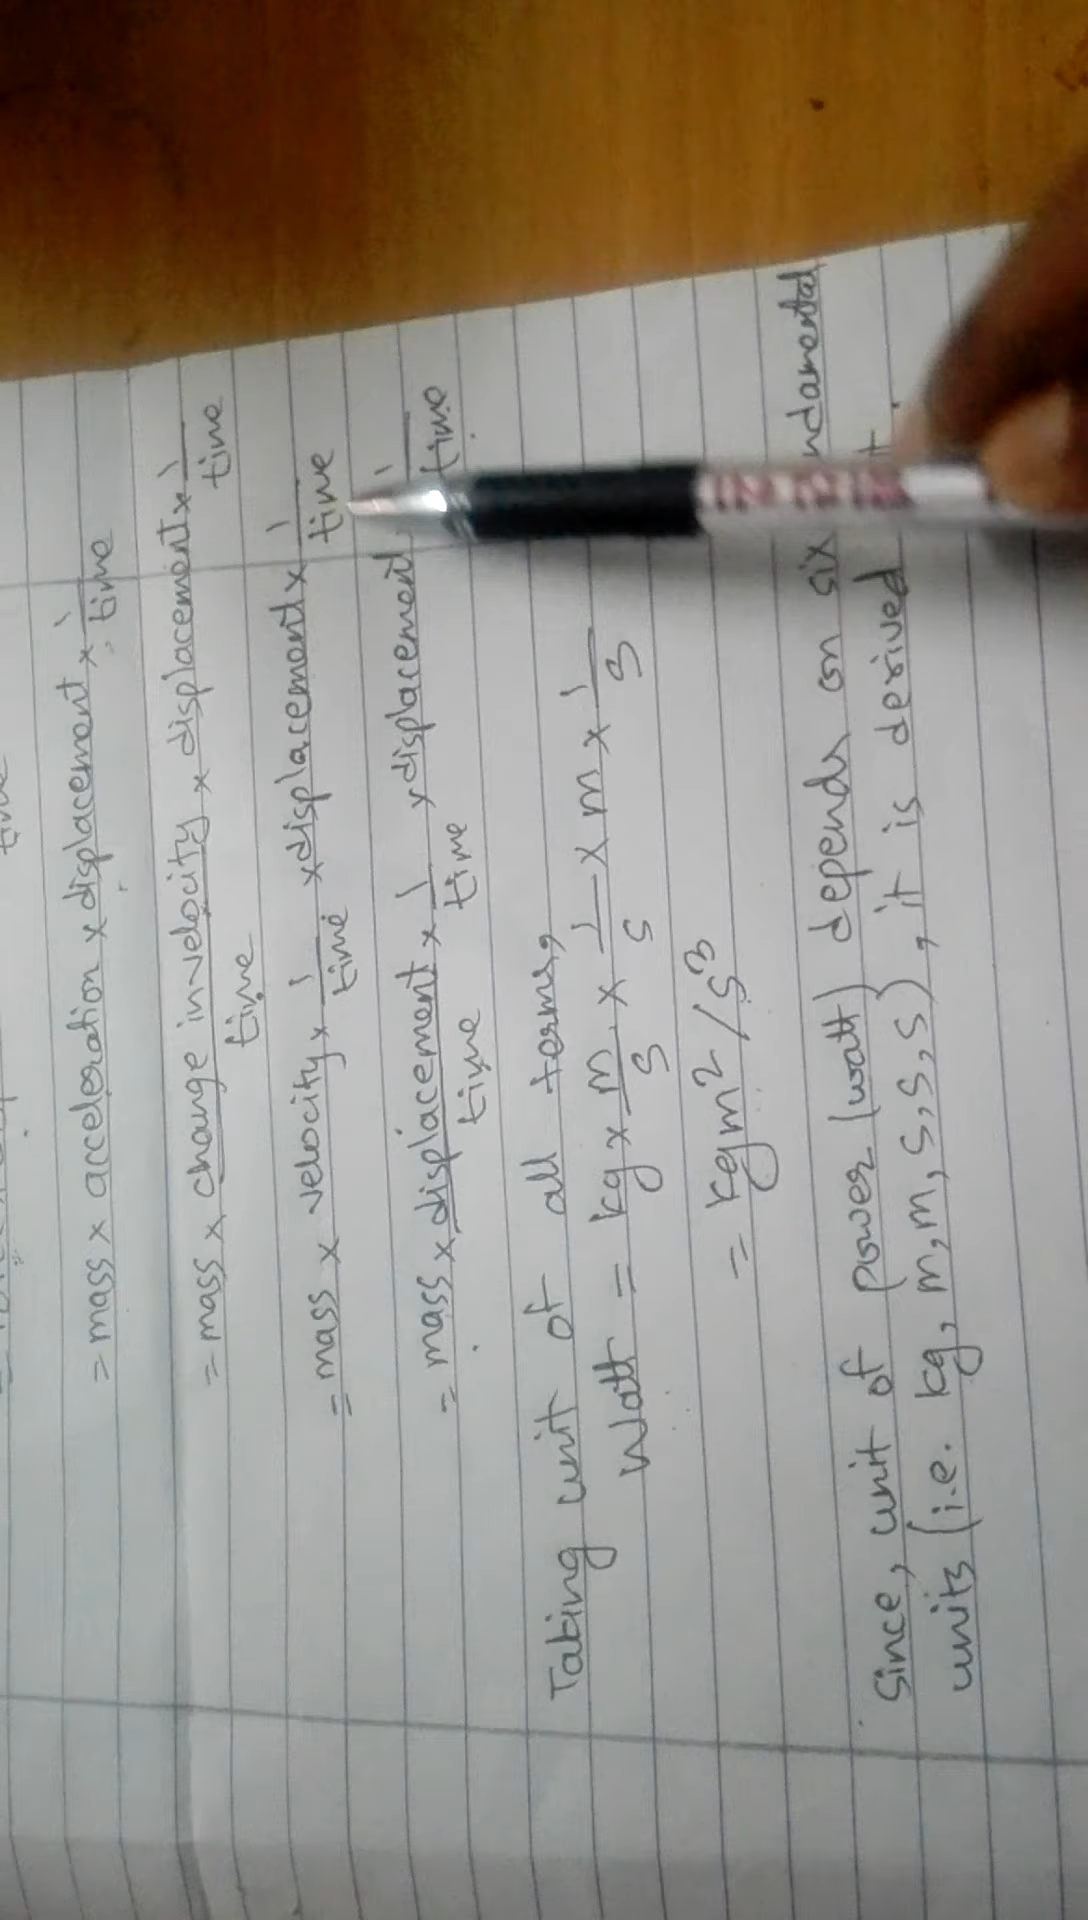 time
= mass x acceleration x displacement x 1/time
= mass x change in velocity/time x displacement x 1/time
= mass x velocity x 1/time x displacement x 1/time
= mass x displacement/time x 1/time x displacement 1/time
Taking unit of all terms,
Watt = kg x m/s x 1/s x m x 1/s
= kgm²/s³
Since, unit of power (watt) depends on six ndamental
units (i.e. kg, m, m, s, s, s), it is derived